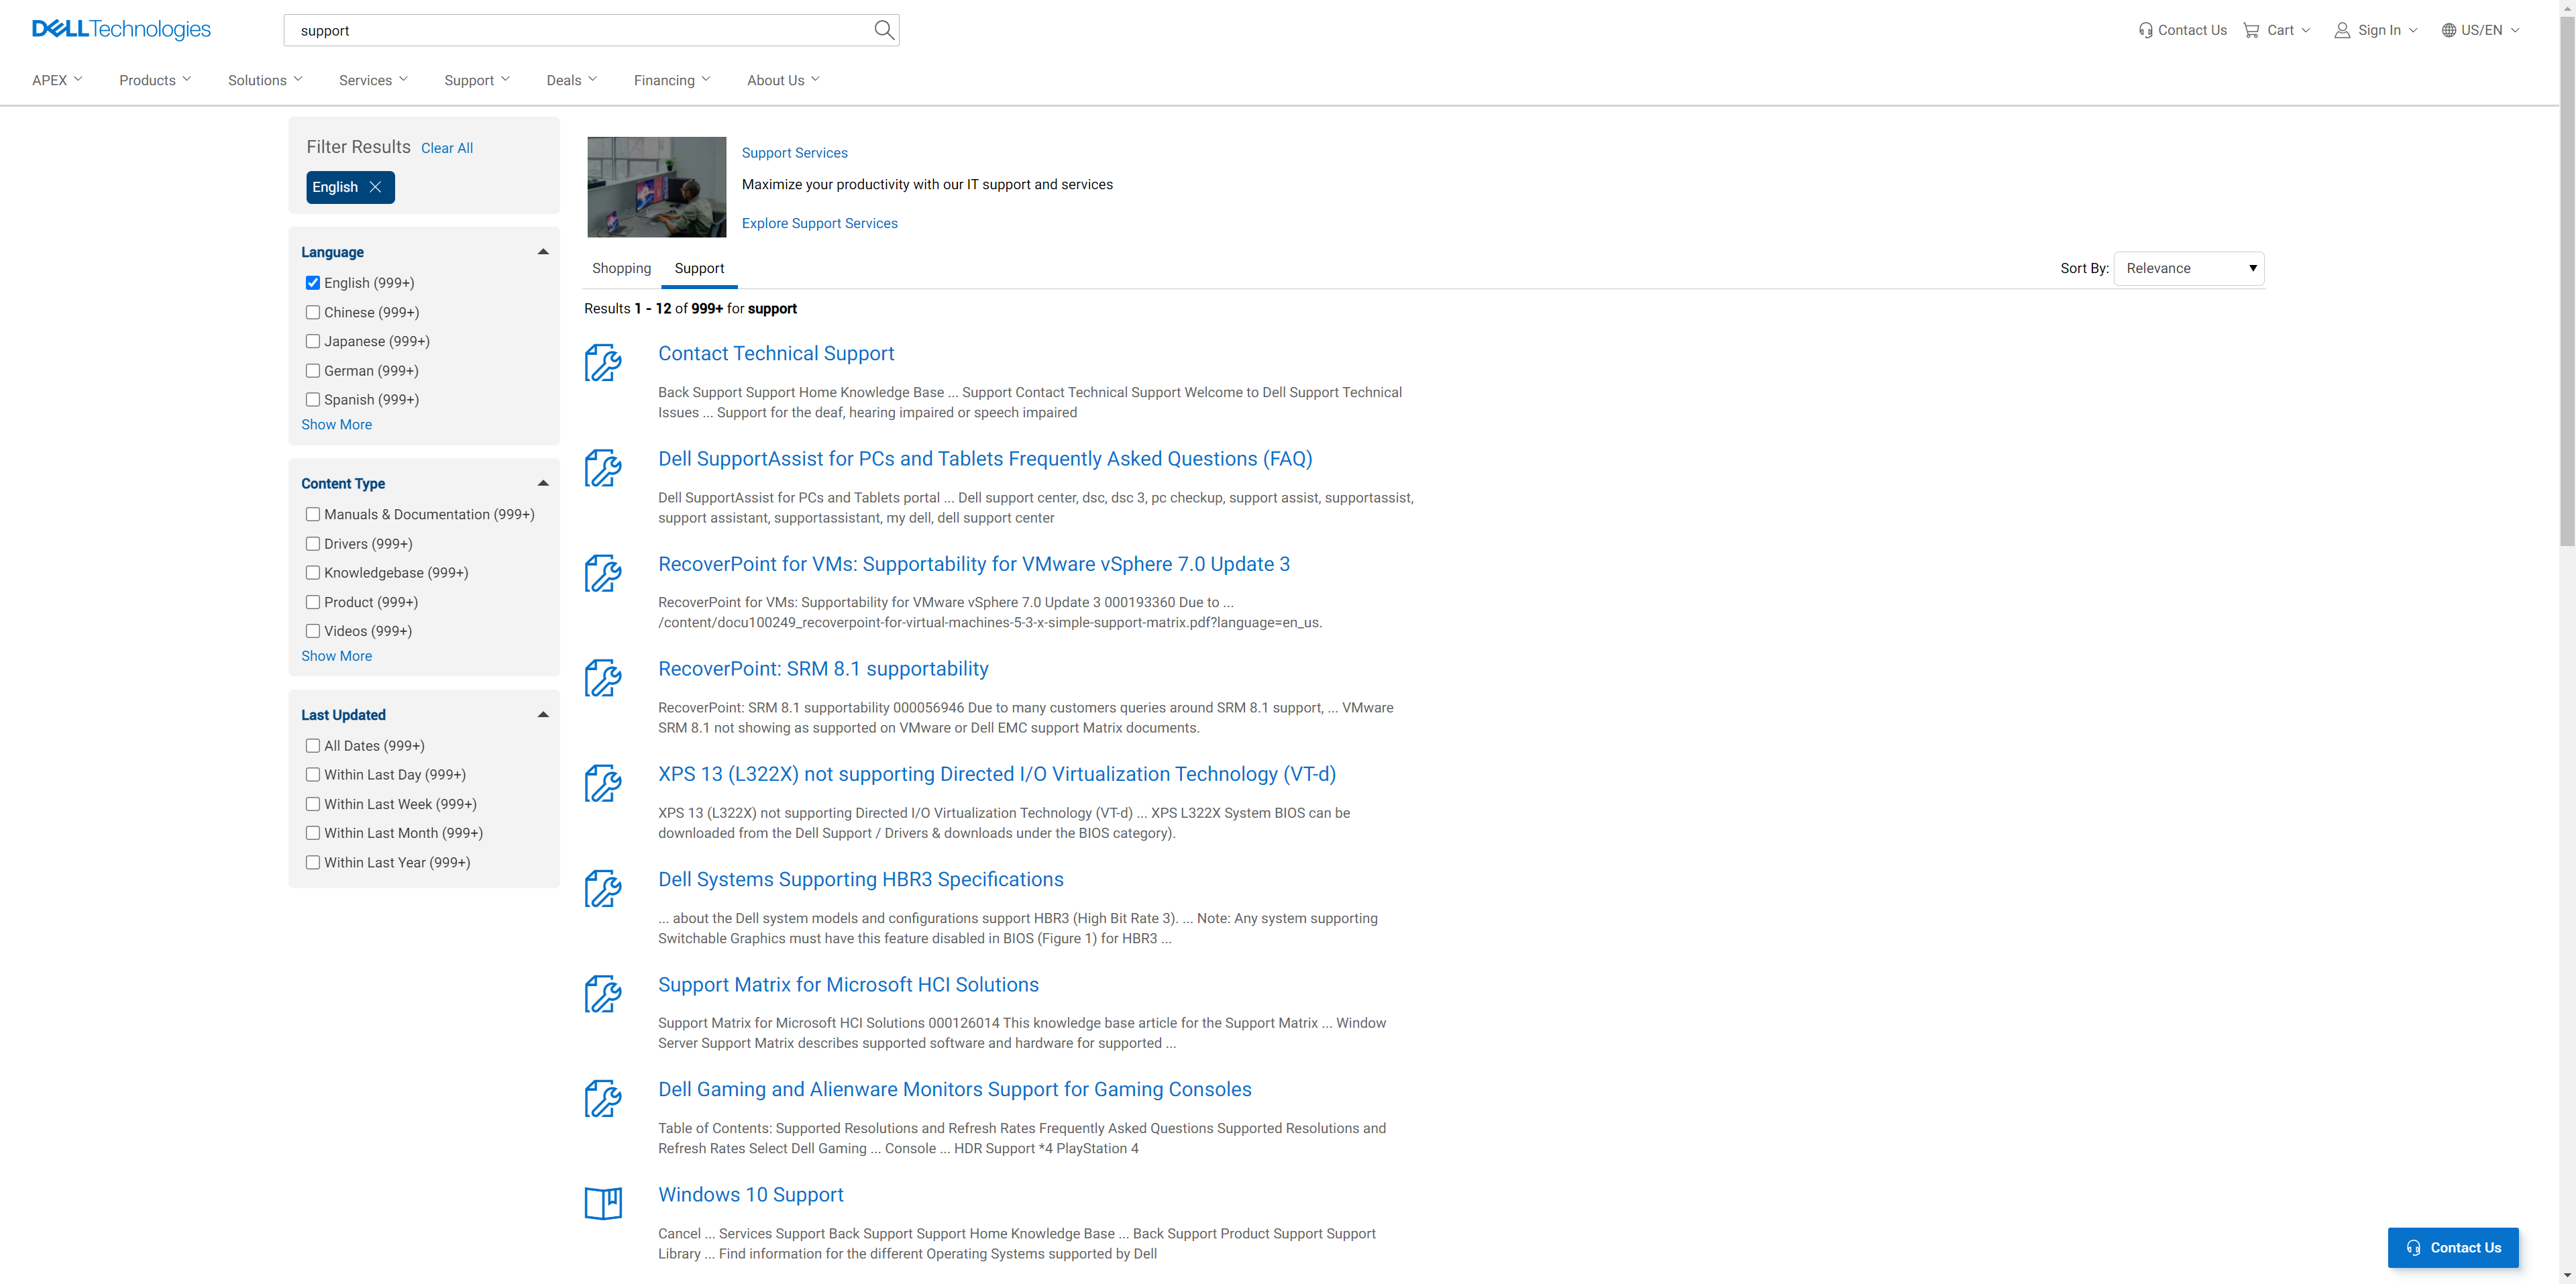 DELL Technologies
support
Contact Us
Cart
Sign In
US/EN
APEX
Products
Solutions
Services
Support
Deals
Financing
About Us
Filter Results
Clear All
English
Language
English (999+)
Chinese (999+)
Japanese (999+)
German (999+)
Spanish (999+)
Show More
Content Type
Manuals & Documentation (999+)
Drivers (999+)
Knowledgebase (999+)
Product (999+)
Videos (999+)
Show More
Last Updated
All Dates (999+)
Within Last Day (999+)
Within Last Week (999+)
Within Last Month (999+)
Within Last Year (999+)
Support Services
Maximize your productivity with our IT support and services
Explore Support Services
Shopping
Support
Sort By:
Relevance
Results 1 - 12 of 999+ for support
Contact Technical Support
Back Support Support Home Knowledge Base ... Support Contact Technical Support Welcome to Dell Support Technical
Issues ... Support for the deaf, hearing impaired or speech impaired
Dell SupportAssist for PCs and Tablets Frequently Asked Questions (FAQ)
Dell SupportAssist for PCs and Tablets portal ... Dell support center, dsc, dsc 3, pc checkup, support assist, supportassist,
support assistant, supportassistant, my dell, dell support center
RecoverPoint for VMs: Supportability for VMware vSphere 7.0 Update 3
RecoverPoint for VMs: Supportability for VMware vSphere 7.0 Update 3 000193360 Due to ...
/content/docu100249_recoverpoint-for-virtual-machines-5-3-x-simple-support-matrix.pdf?language=en_us.
RecoverPoint: SRM 8.1 supportability
RecoverPoint: SRM 8.1 supportability 000056946 Due to many customers queries around SRM 8.1 support, ... VMware
SRM 8.1 not showing as supported on VMware or Dell EMC support Matrix documents.
XPS 13 (L322X) not supporting Directed I/O Virtualization Technology (VT-d)
XPS 13 (L322X) not supporting Directed I/O Virtualization Technology (VT-d) ... XPS L322X System BIOS can be
downloaded from the Dell Support / Drivers & downloads under the BIOS category).
Dell Systems Supporting HBR3 Specifications
... about the Dell system models and configurations support HBR3 (High Bit Rate 3). ... Note: Any system supporting
Switchable Graphics must have this feature disabled in BIOS (Figure 1) for HBR3 ...
Support Matrix for Microsoft HCI Solutions
Support Matrix for Microsoft HCI Solutions 000126014 This knowledge base article for the Support Matrix ... Window
Server Support Matrix describes supported software and hardware for supported ...
Dell Gaming and Alienware Monitors Support for Gaming Consoles
Table of Contents: Supported Resolutions and Refresh Rates Frequently Asked Questions Supported Resolutions and
Refresh Rates Select Dell Gaming ... Console ... HDR Support *4 PlayStation 4
Windows 10 Support
Cancel ... Services Support Back Support Support Home Knowledge Base ... Back Support Product Support Support
Library ... Find information for the different Operating Systems supported by Dell
Contact Us